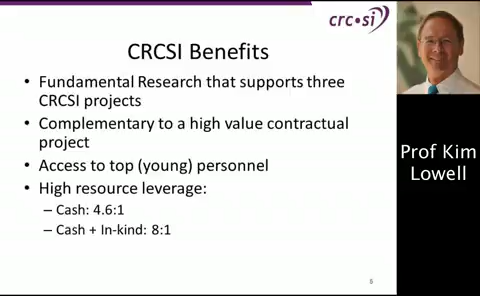 crc•si
CRCSI Benefits
• Fundamental Research that supports three
CRCSI projects
• Complementary to a high value contractual
project
• Access to top (young) personnel
• High resource leverage:
– Cash: 4.6:1
– Cash + In-kind: 8:1
5
Prof Kim
Lowell